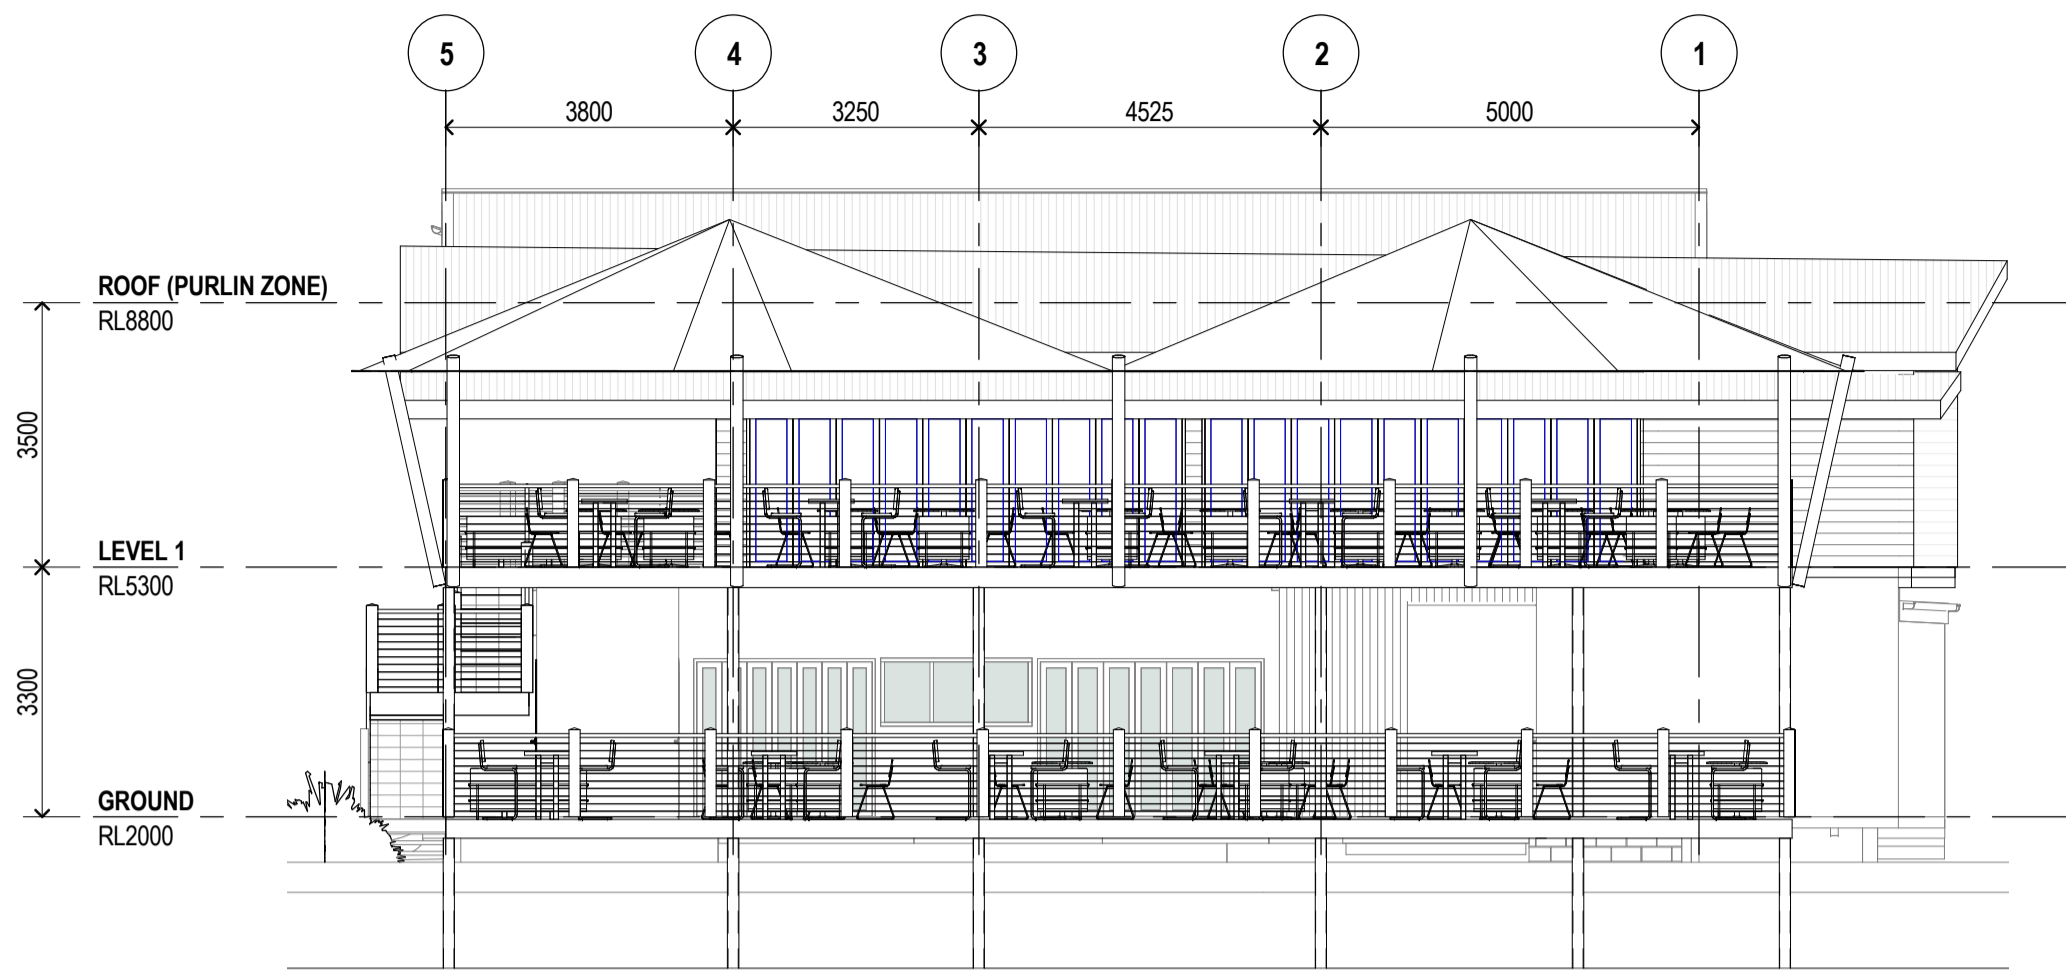 5 4 3 2 1
3800 3250 4525 5000
ROOF (PURLIN ZONE)
RL8800
3500
LEVEL 1
RL5300
3300
GROUND
RL2000